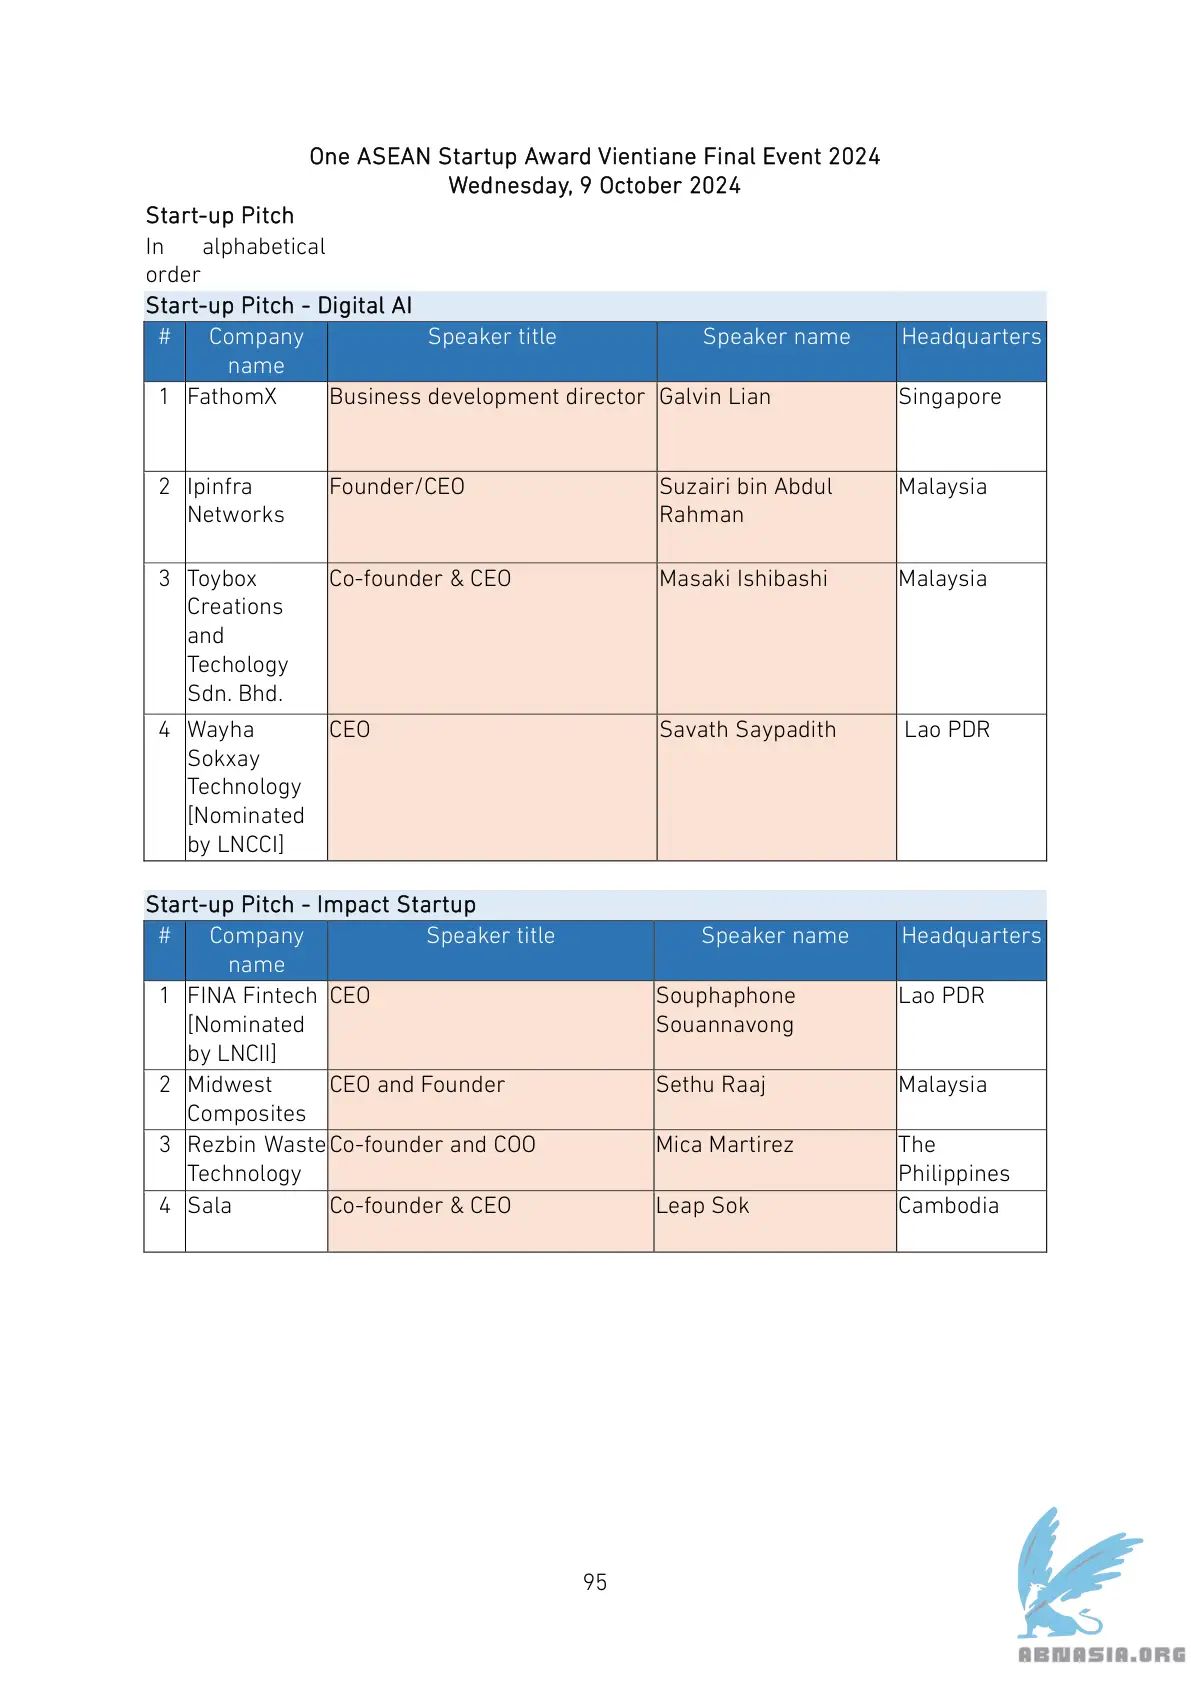 One ASEAN Startup Award Vientiane Final Event 2024
Wednesday, 9 October 2024
Start-up Pitch
In alphabetical
order
Start-up Pitch - Digital AI
# Company name Speaker title Speaker name Headquarters
1 FathomX Business development director Galvin Lian Singapore
2 Ipinfra Networks Founder/CEO Suzairi bin Abdul Rahman Malaysia
3 Toybox Creations and Techology Sdn. Bhd. Co-founder & CEO Masaki Ishibashi Malaysia
4 Wayha Sokxay Technology [Nominated by LNCCI] CEO Savath Saypadith Lao PDR
Start-up Pitch - Impact Startup
# Company name Speaker title Speaker name Headquarters
1 FINA Fintech [Nominated by LNCII] CEO Souphaphone Souannavong Lao PDR
2 Midwest Composites CEO and Founder Sethu Raaj Malaysia
3 Rezbin Waste Technology Co-founder and COO Mica Martirez The Philippines
4 Sala Co-founder & CEO Leap Sok Cambodia
95
ABNASIA.ORG